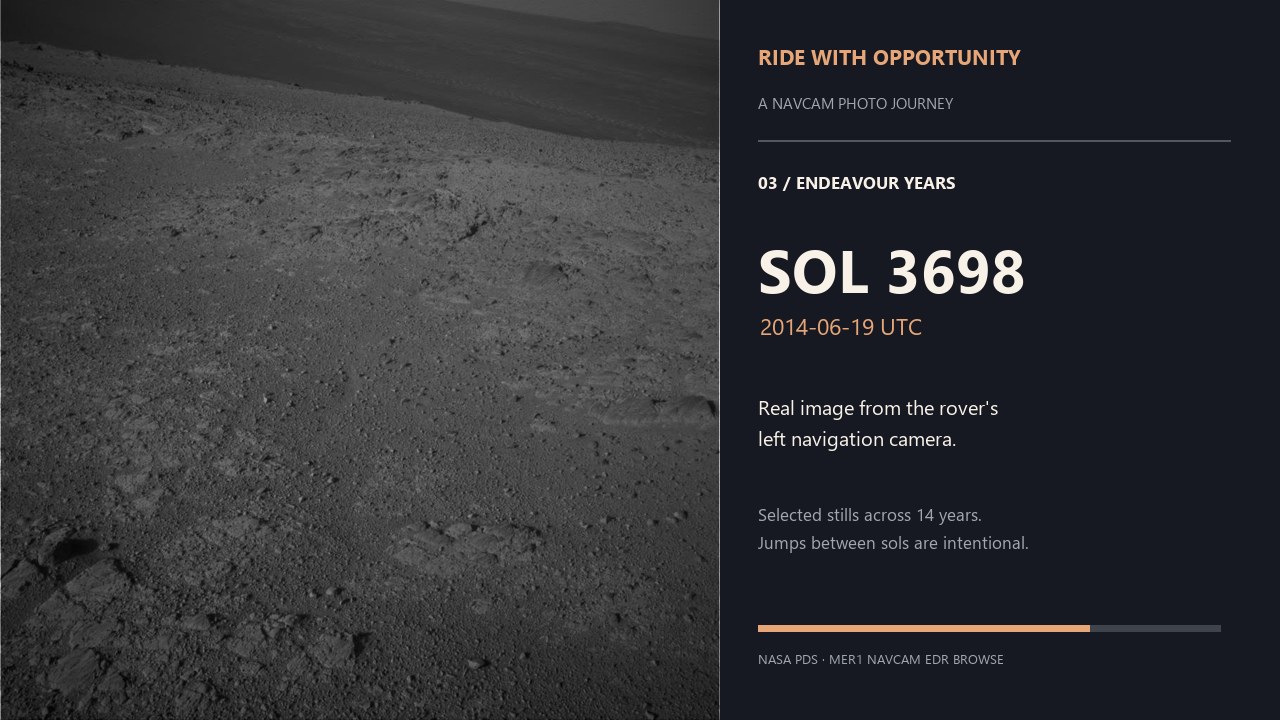 RIDE WITH OPPORTUNITY
A NAVCAM PHOTO JOURNEY
03 / ENDEAVOUR YEARS
SOL 3698
2014-06-19 UTC
Real image from the rover's
left navigation camera.
Selected stills across 14 years.
Jumps between sols are intentional.
NASA PDS · MER1 NAVCAM EDR BROWSE